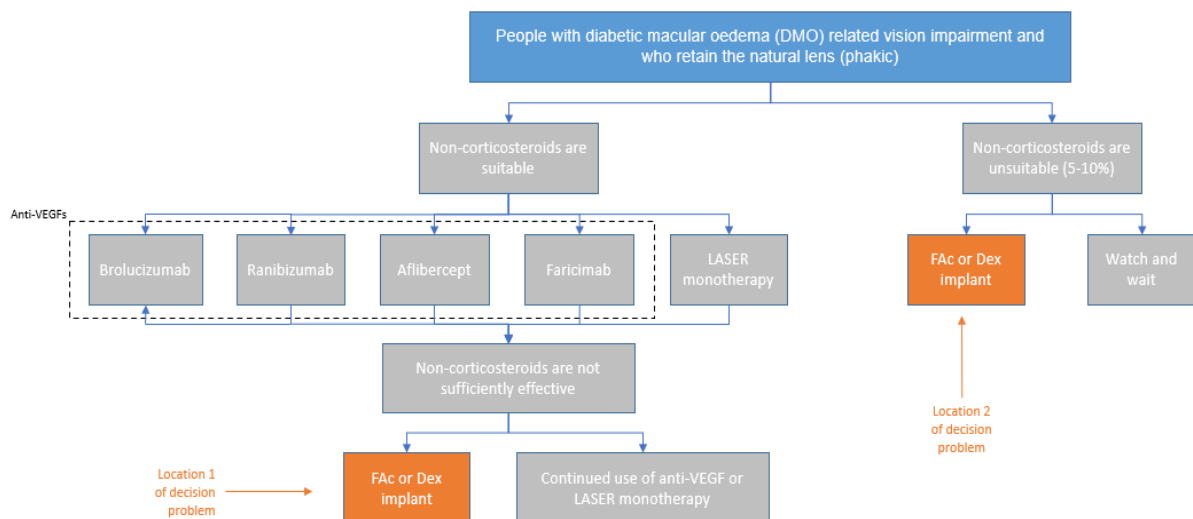 People with diabetic macular oedema (DMO) related vision impairment and
who retain the natural lens (phakic)
Non-corticosteroids are
suitable
Non-corticosteroids are
unsuitable (5-10%)
Anti-VEGFs
Brolucizumab
Ranibizumab
Aflibercept
Faricimab
LASER
monotherapy
FAc or Dex
implant
Watch and
wait
Non-corticosteroids are not
sufficiently effective
Location 2
of decision
problem
Location 1
of decision
problem
FAc or Dex
implant
Continued use of anti-VEGF or
LASER monotherapy